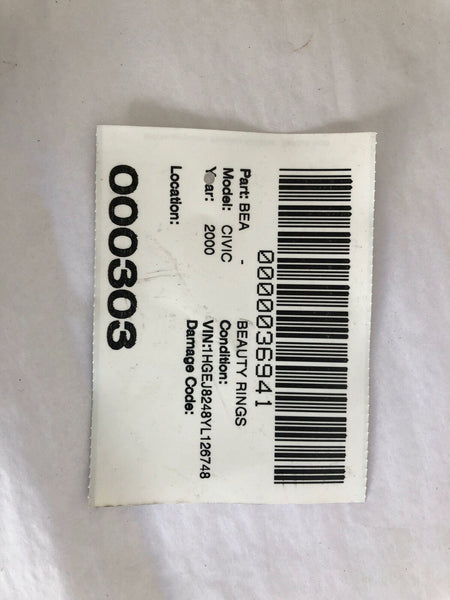 0000036941
Part: BEA - BEAUTY RINGS
Model: CIVIC Condition:
Year: 2000 VIN:1HGEJ8248YL126748
Damage Code:
Location:
000303